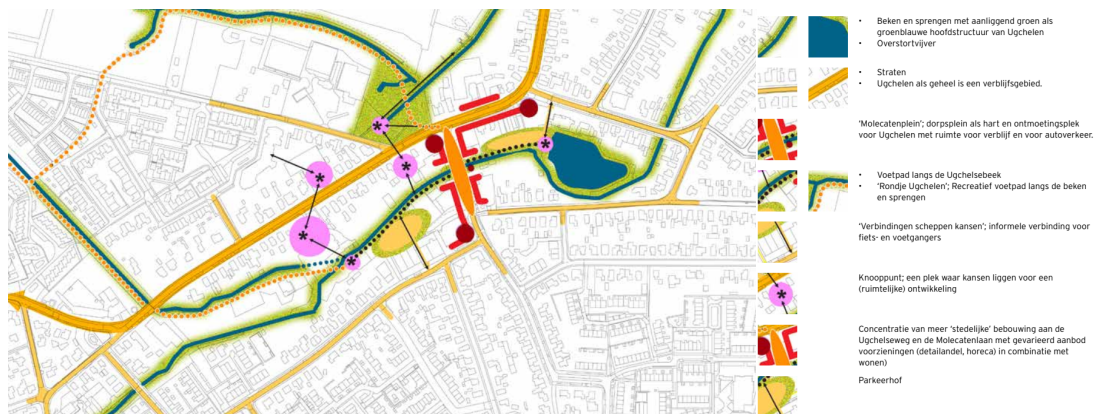 • Beken en sprengen met aanliggend groen als
groenblauwe hoofdstructuur van Ugchelen
• Overstortvijver
• Straten
• Ugchelen als geheel is een verblijfsgebied.
'Molecatenplein'; dorpsplein als hart en ontmoetingsplek
voor Ugchelen met ruimte voor verblijf en voor autoverkeer.
• Voetpad langs de Ugchelsebeek
• 'Rondje Ugchelen'; Recreatief voetpad langs de beken
en sprengen
'Verbindingen scheppen kansen'; informele verbinding voor
fiets- en voetgangers
Knooppunt; een plek waar kansen liggen voor een
(ruimtelijke) ontwikkeling
Concentratie van meer 'stedelijke' bebouwing aan de
Ugchelseweg en de Molecatenlaan met gevarieerd aanbod
voorzieningen (detailandel, horeca) in combinatie met
wonen)
Parkeerhof